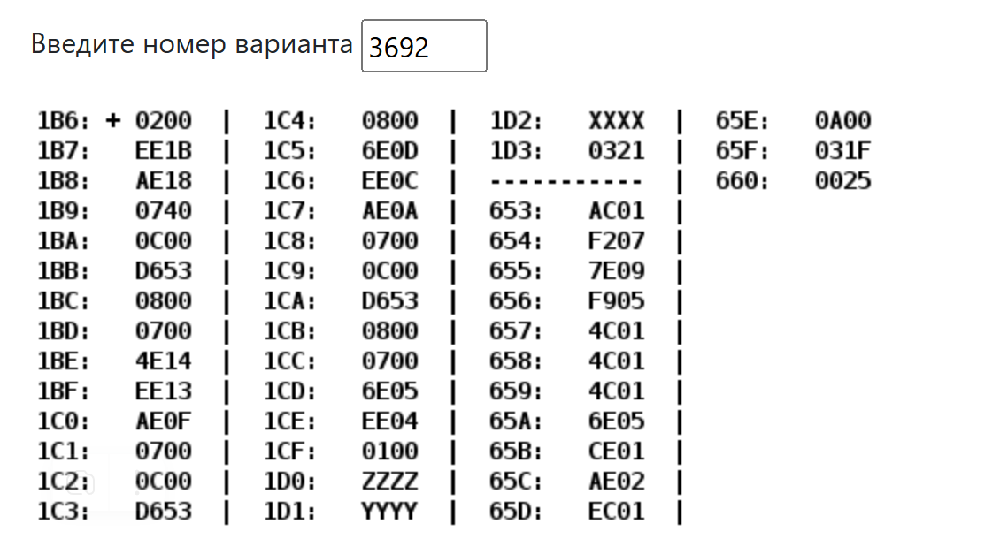 Введите номер варианта 3692
1B6: + 0200 | 1C4: 0800 | 1D2: XXXX | 65E: 0A00
1B7: EE1B | 1C5: 6E0D | 1D3: 0321 | 65F: 031F
1B8: AE18 | 1C6: EE0C | ----------- | 660: 0025
1B9: 0740 | 1C7: AE0A | 653: AC01 |
1BA: 0C00 | 1C8: 0700 | 654: F207 |
1BB: D653 | 1C9: 0C00 | 655: 7E09 |
1BC: 0800 | 1CA: D653 | 656: F905 |
1BD: 0700 | 1CB: 0800 | 657: 4C01 |
1BE: 4E14 | 1CC: 0700 | 658: 4C01 |
1BF: EE13 | 1CD: 6E05 | 659: 4C01 |
1C0: AE0F | 1CE: EE04 | 65A: 6E05 |
1C1: 0700 | 1CF: 0100 | 65B: CE01 |
1C2: 0C00 | 1D0: ZZZZ | 65C: AE02 |
1C3: D653 | 1D1: YYYY | 65D: EC01 |